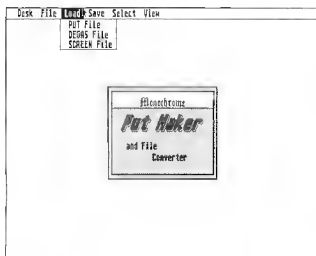 Desk File Load Save Select View
PUT File
DEGAS File
SCREEN File
Monochrome
Put Maker
and File
Converter